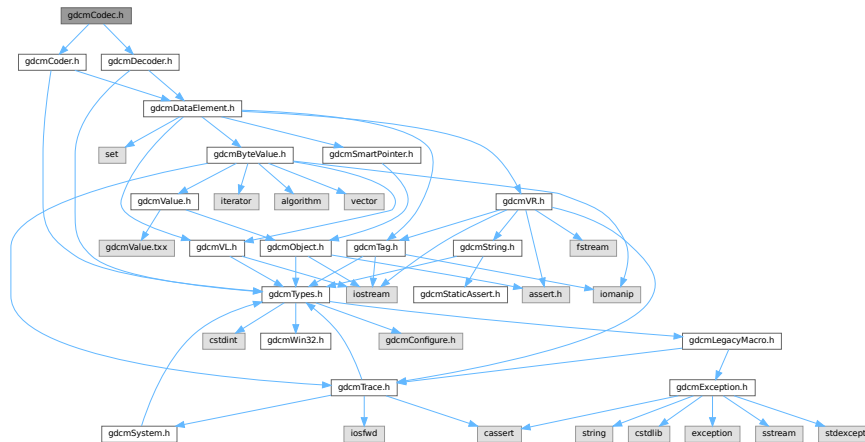 gdcmCodec.h
gdcmCoder.h
gdcmDecoder.h
gdcmDataElement.h
set
gdcmByteValue.h
gdcmSmartPointer.h
gdcmValue.h
iterator
algorithm
vector
gdcmVR.h
gdcmValue.txx
gdcmVL.h
gdcmObject.h
gdcmTag.h
gdcmString.h
fstream
gdcmTypes.h
iostream
gdcmStaticAssert.h
assert.h
iomanip
cstdint
gdcmWin32.h
gdcmConfigure.h
gdcmLegacyMacro.h
gdcmTrace.h
gdcmException.h
gdcmSystem.h
iosfwd
cassert
string
cstdlib
exception
sstream
stdexcept